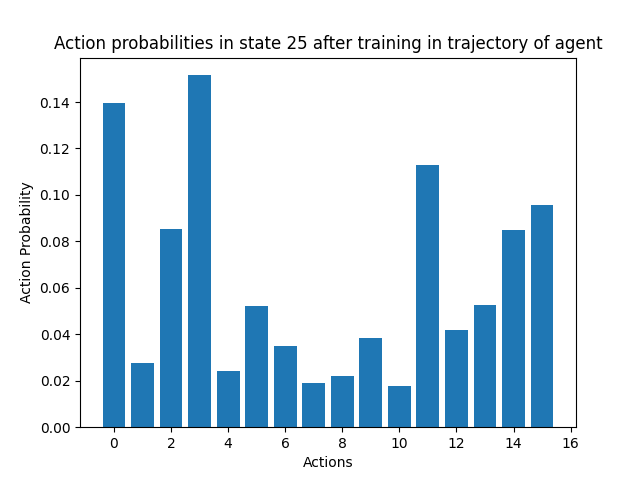 Action probabilities in state 25 after training in trajectory of agent
0.14
0.12
0.10
0.08
0.06
0.04
0.02
0.00
Action Probability
0 2 4 6 8 10 12 14 16
Actions